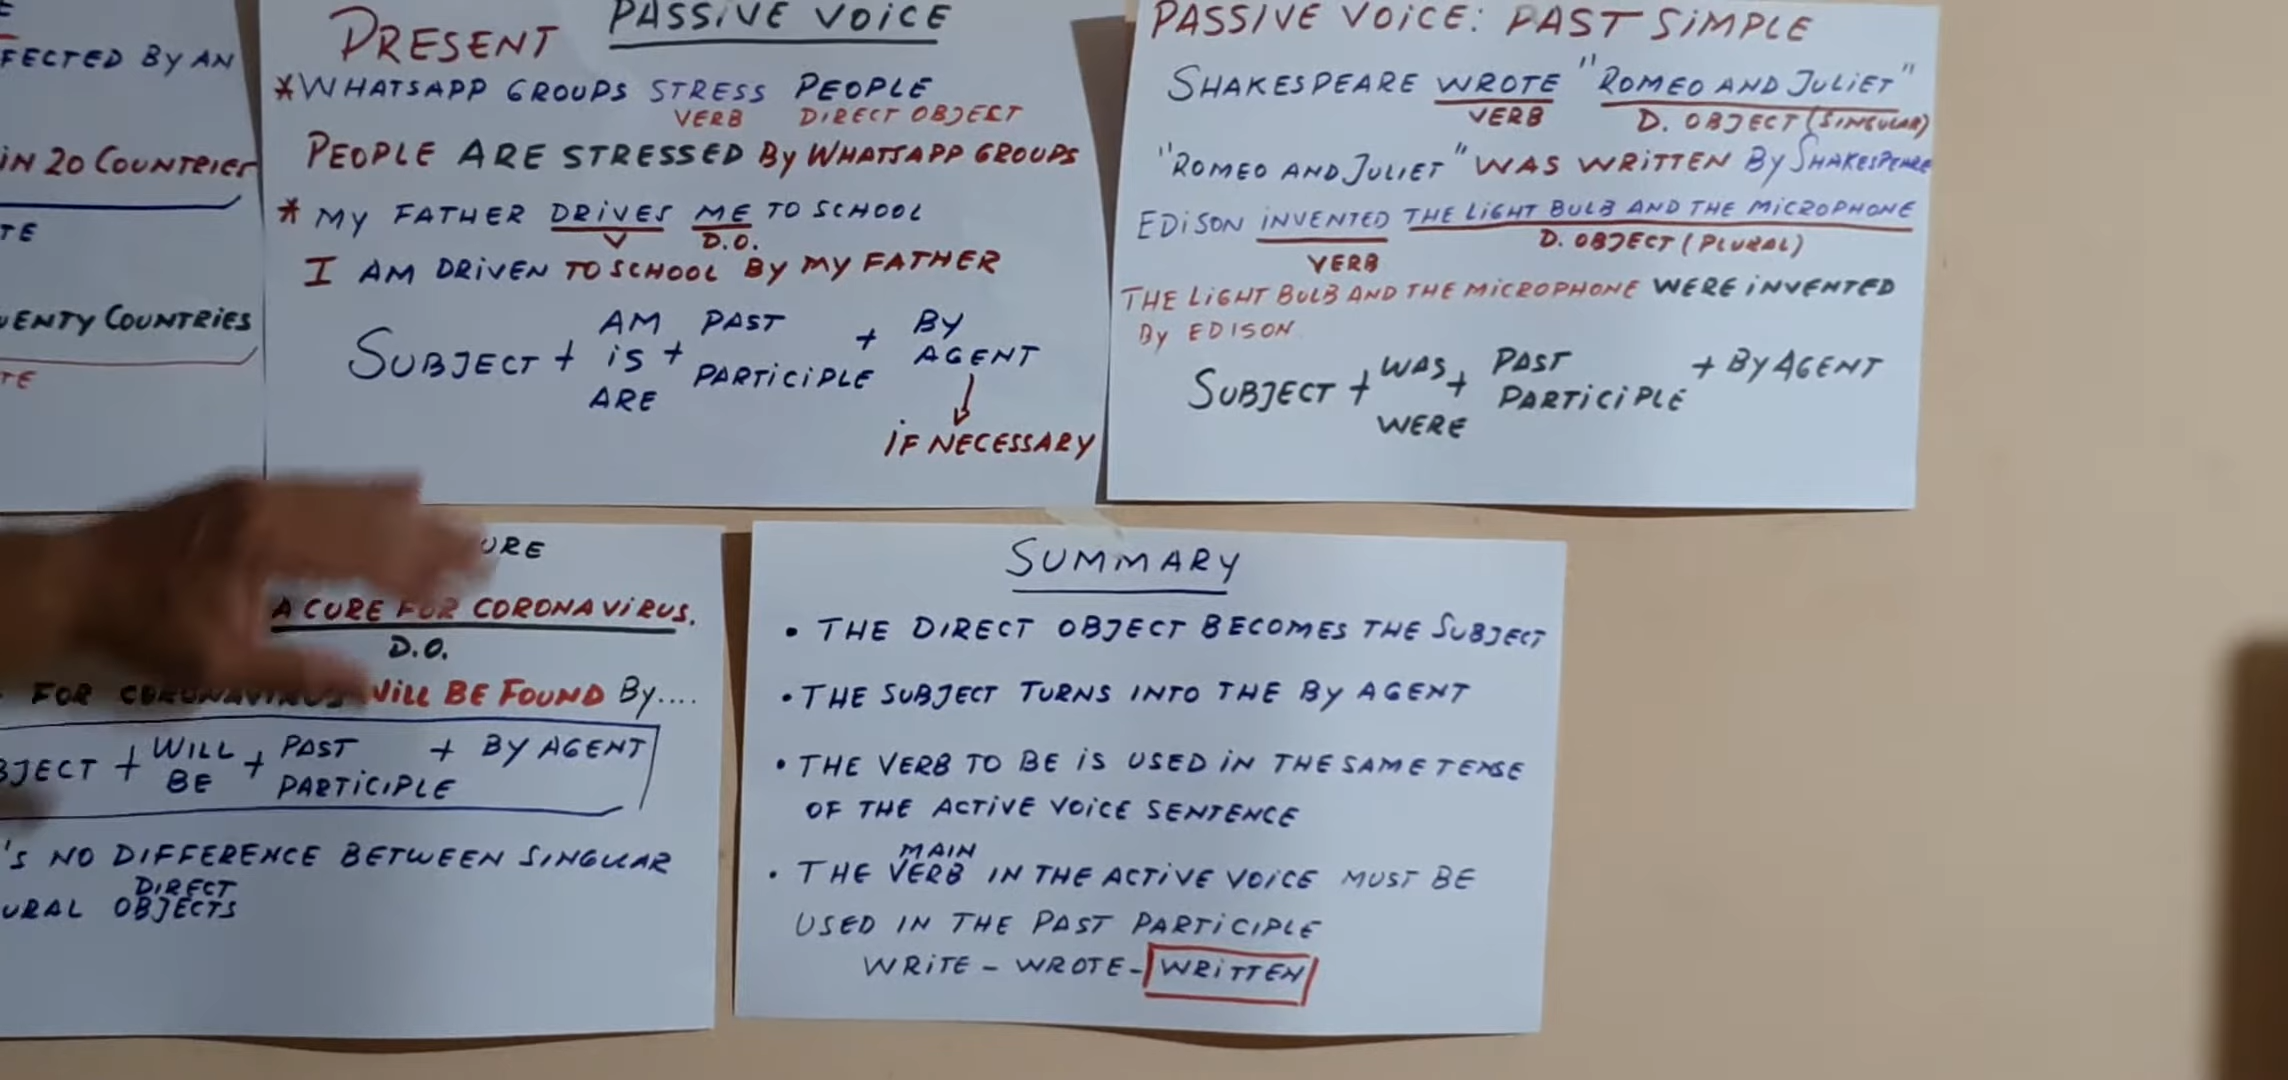 FECTED BY AN
IN 20 COUNTRIES
TE
ENTY COUNTRIES
TE
PRESENT PASSIVE VOICE
*WHATSAPP GROUPS STRESS PEOPLE
VERB DIRECT OBJECT
PEOPLE ARE STRESSED BY WHATSAPP GROUPS
* MY FATHER DRIVES ME TO SCHOOL
V D.O.
I AM DRIVEN TO SCHOOL BY MY FATHER
AM PAST BY
SUBJECT + IS + PARTICIPLE + AGENT
ARE
IF NECESSARY
PASSIVE VOICE: PAST SIMPLE
SHAKESPEARE WROTE "ROMEO AND JULIET"
VERB D. OBJECT (SINGULAR)
"ROMEO AND JULIET" WAS WRITTEN BY SHAKESPEARE
EDISON INVENTED THE LIGHT BULB AND THE MICROPHONE
VERB D. OBJECT (PLURAL)
THE LIGHT BULB AND THE MICROPHONE WERE INVENTED
BY EDISON
SUBJECT + WAS + PAST + BY AGENT
WERE PARTICIPLE
URE
A CURE FOR CORONAVIRUS.
D.O.
FOR CORONAVIRUS WILL BE FOUND BY....
BJECT + WILL + PAST + BY AGENT
BE PARTICIPLE
'S NO DIFFERENCE BETWEEN SINGULAR
DIRECT
URAL OBJECTS
SUMMARY
• THE DIRECT OBJECT BECOMES THE SUBJECT
• THE SUBJECT TURNS INTO THE BY AGENT
• THE VERB TO BE IS USED IN THE SAME TENSE
OF THE ACTIVE VOICE SENTENCE
MAIN
• THE VERB IN THE ACTIVE VOICE MUST BE
USED IN THE PAST PARTICIPLE
WRITE - WROTE - WRITTEN